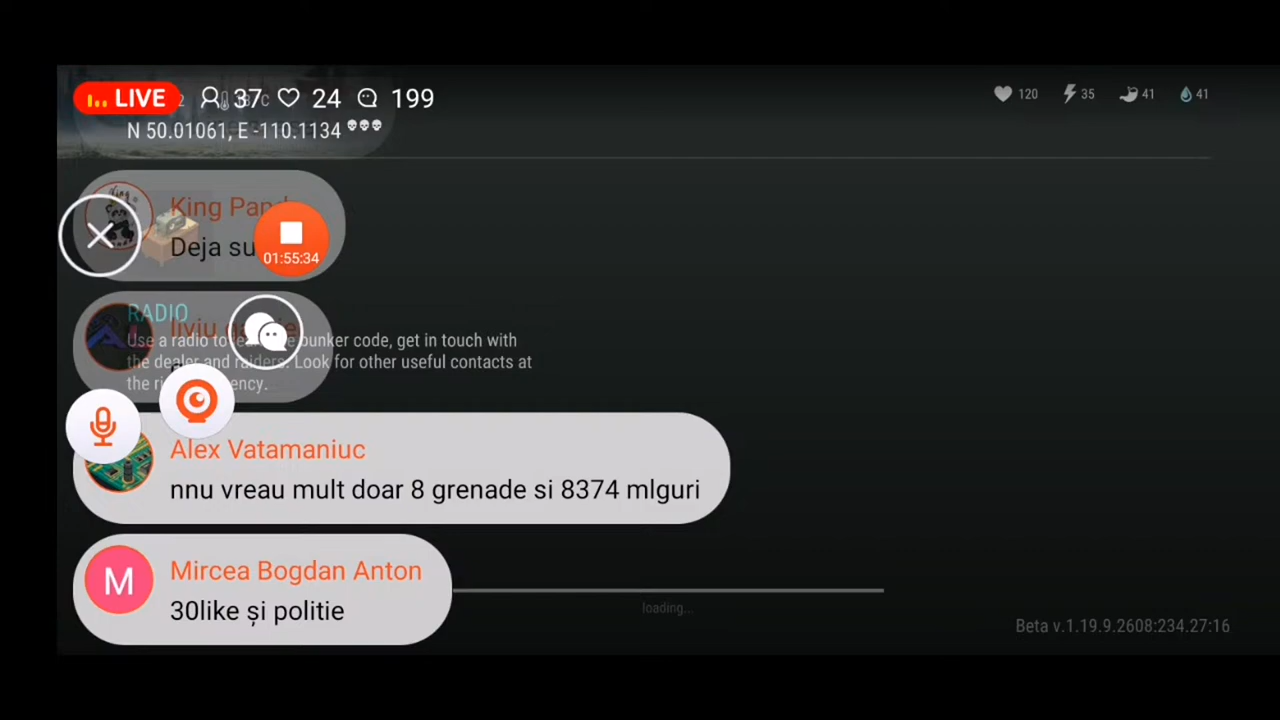 LIVE 37 24 199
N 50.01061, E -110.1134
120 35 41 41
King Pan
Deja su
01:55:34
RADIO
liviu
Use a radio to bunker code, get in touch with
the dealer and raiders. Look for other useful contacts at
the
Alex Vatamaniuc
nnu vreau mult doar 8 grenade si 8374 mlguri
M
Mircea Bogdan Anton
30like și politie
loading...
Beta v.1.19.9.2608:234.27:16